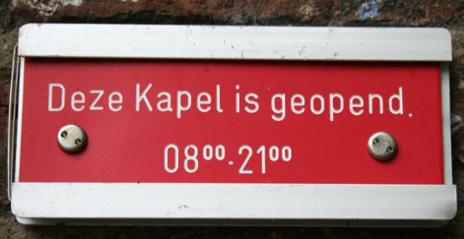 Deze Kapel is geopend.
08⁰⁰-21⁰⁰